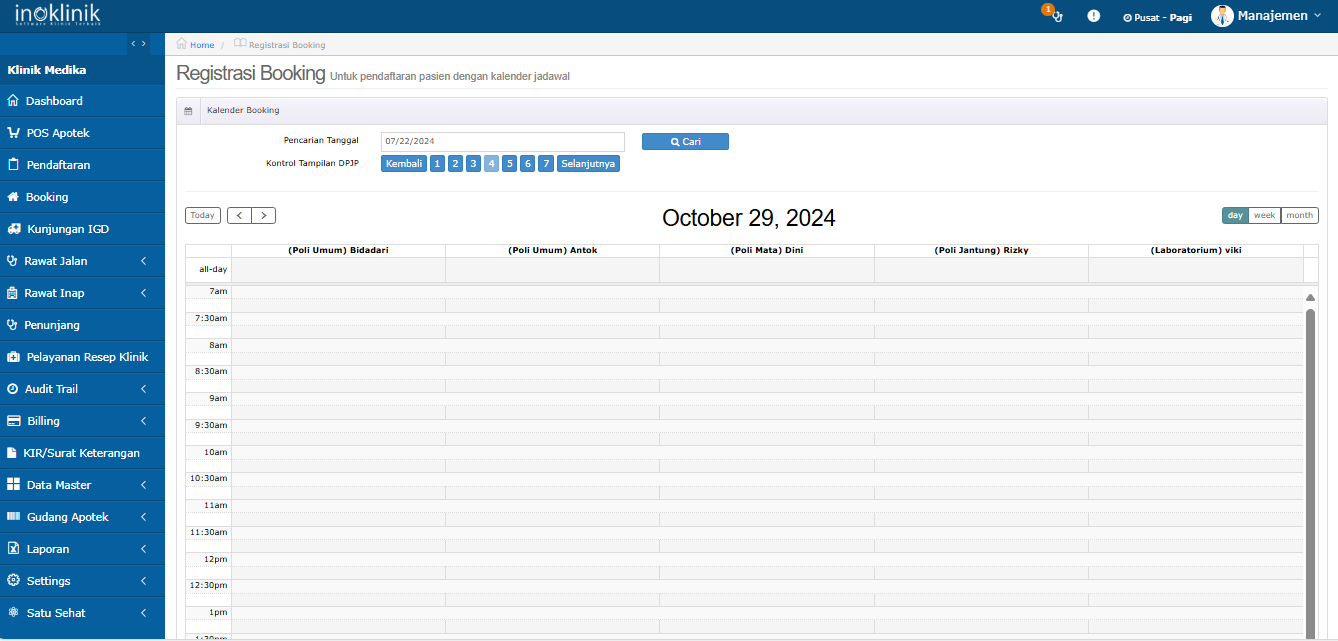 inoklinik
Software Klinik Terbaik
1
Pusat - Pagi
Manajemen
Klinik Medika
Dashboard
POS Apotek
Pendaftaran
Booking
Kunjungan IGD
Rawat Jalan
Rawat Inap
Penunjang
Pelayanan Resep Klinik
Audit Trail
Billing
KIR/Surat Keterangan
Data Master
Gudang Apotek
Laporan
Settings
Satu Sehat
Home / Registrasi Booking
Registrasi Booking Untuk pendaftaran pasien dengan kalender jadawal
Kalender Booking
Pencarian Tanggal 07/22/2024 Cari
Kontrol Tampilan DPJP Kembali 1 2 3 4 5 6 7 Selanjutnya
Today < > October 29, 2024 day week month
(Poli Umum) Bidadari (Poli Umum) Antok (Poli Mata) Dini (Poli Jantung) Rizky (Laboratorium) viki
all-day
7am
7:30am
8am
8:30am
9am
9:30am
10am
10:30am
11am
11:30am
12pm
12:30pm
1pm
1:30pm